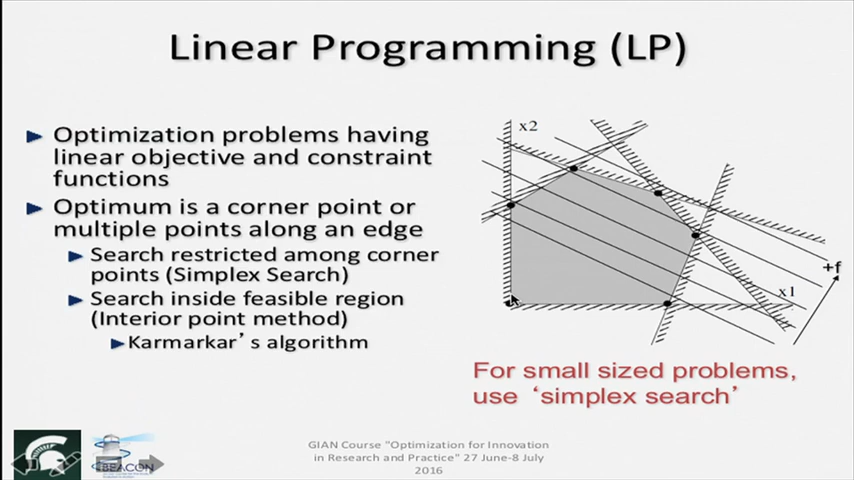 Linear Programming (LP)
Optimization problems having
linear objective and constraint
functions
Optimum is a corner point or
multiple points along an edge
Search restricted among corner
points (Simplex Search)
Search inside feasible region
(Interior point method)
Karmarkar's algorithm
x2
+f
x1
For small sized problems,
use ‘simplex search’
GIAN Course "Optimization for Innovation
in Research and Practice" 27 June-8 July
2016
BEACON